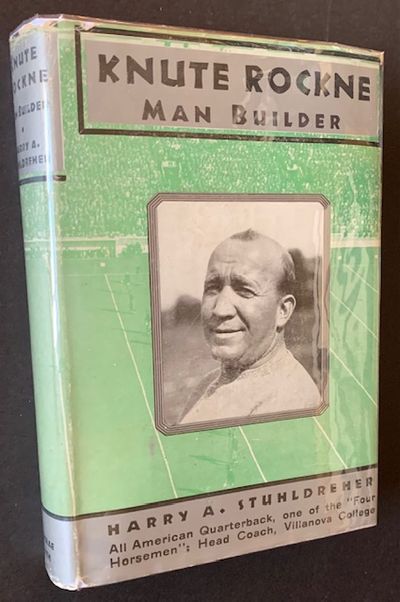 KNUTE ROCKNE
MAN BUILDER
HARRY A. STUHLDREHER
All American Quarterback, one of the "Four
Horsemen"; Head Coach, Villanova College
KNUTE
ROCKNE
BUILDER
HARRY A.
STUHLDREHER